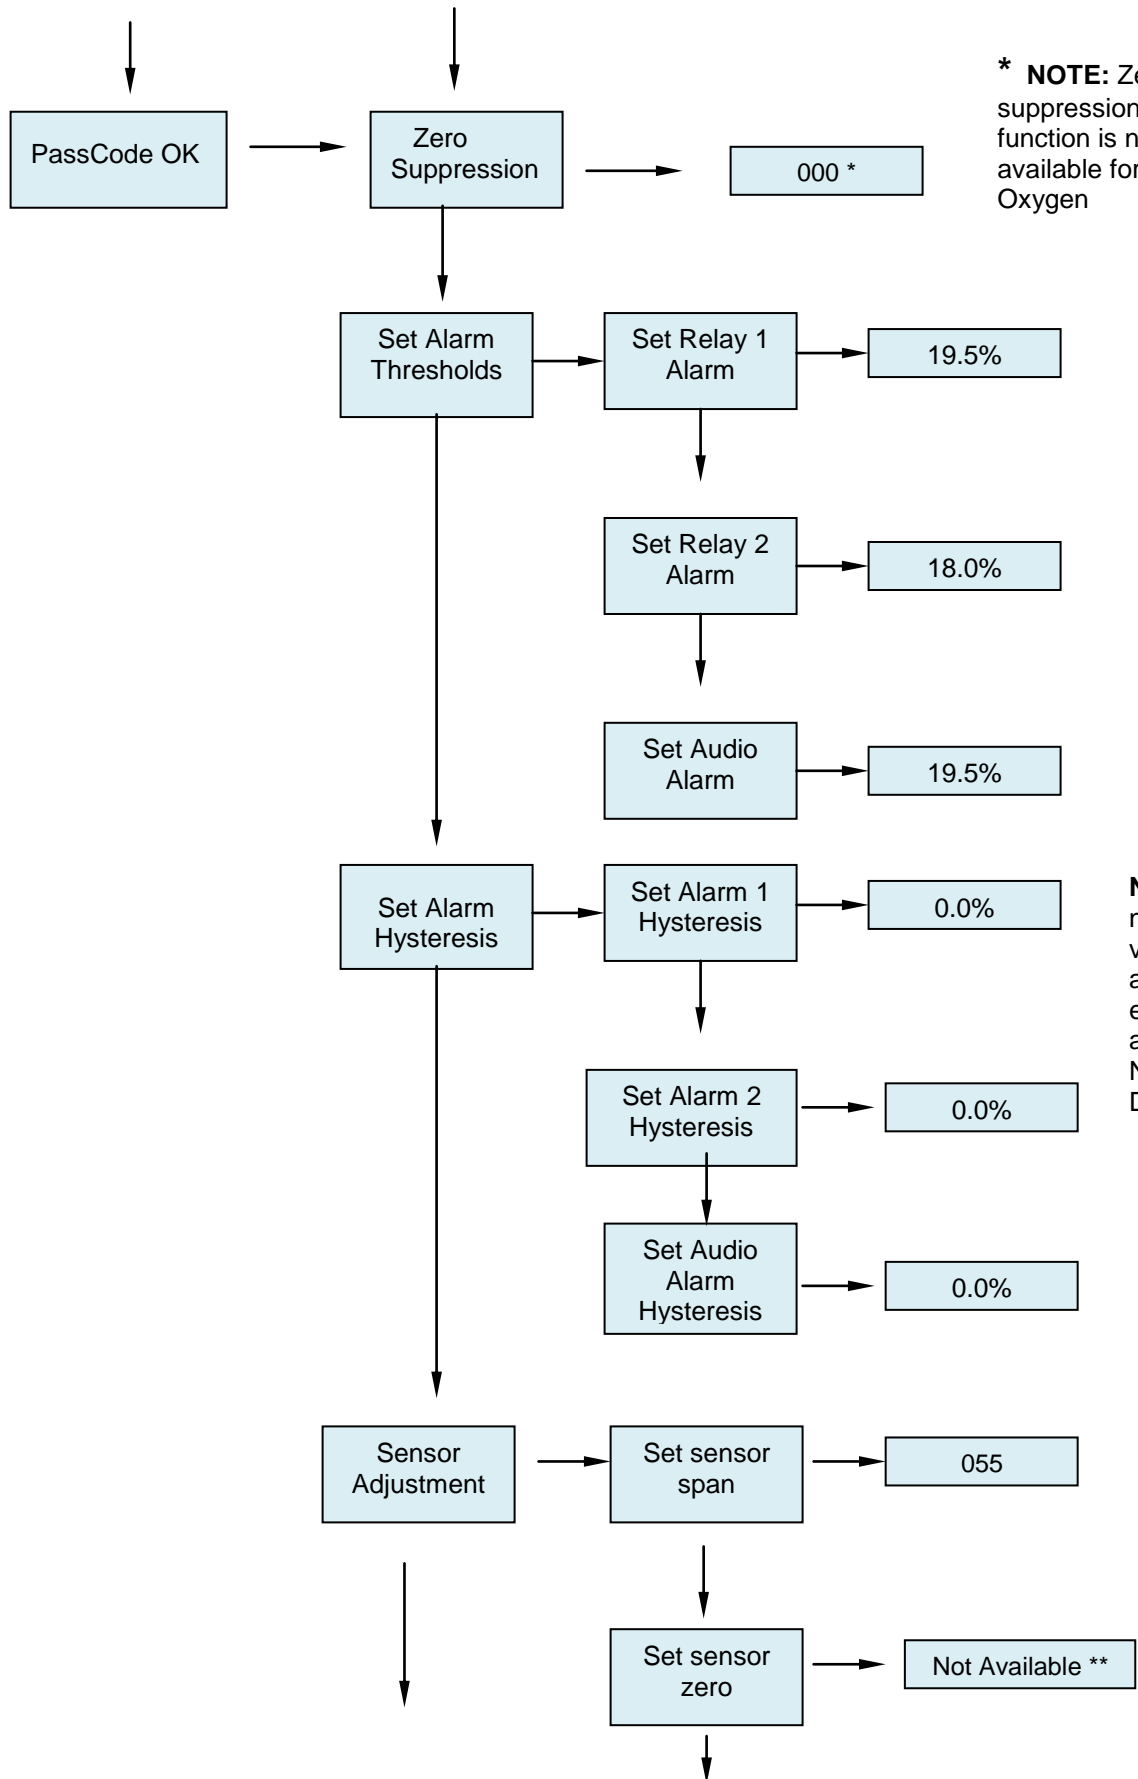 * NOTE: Ze
suppression
function is n
available for
Oxygen
PassCode OK
Zero
Suppression
000 *
Set Alarm
Thresholds
Set Relay 1
Alarm
19.5%
Set Relay 2
Alarm
18.0%
Set Audio
Alarm
19.5%
Set Alarm
Hysteresis
Set Alarm 1
Hysteresis
0.0%
N
n
v
a
e
a
N
D
Set Alarm 2
Hysteresis
0.0%
Set Audio
Alarm
Hysteresis
0.0%
Sensor
Adjustment
Set sensor
span
055
Set sensor
zero
Not Available **